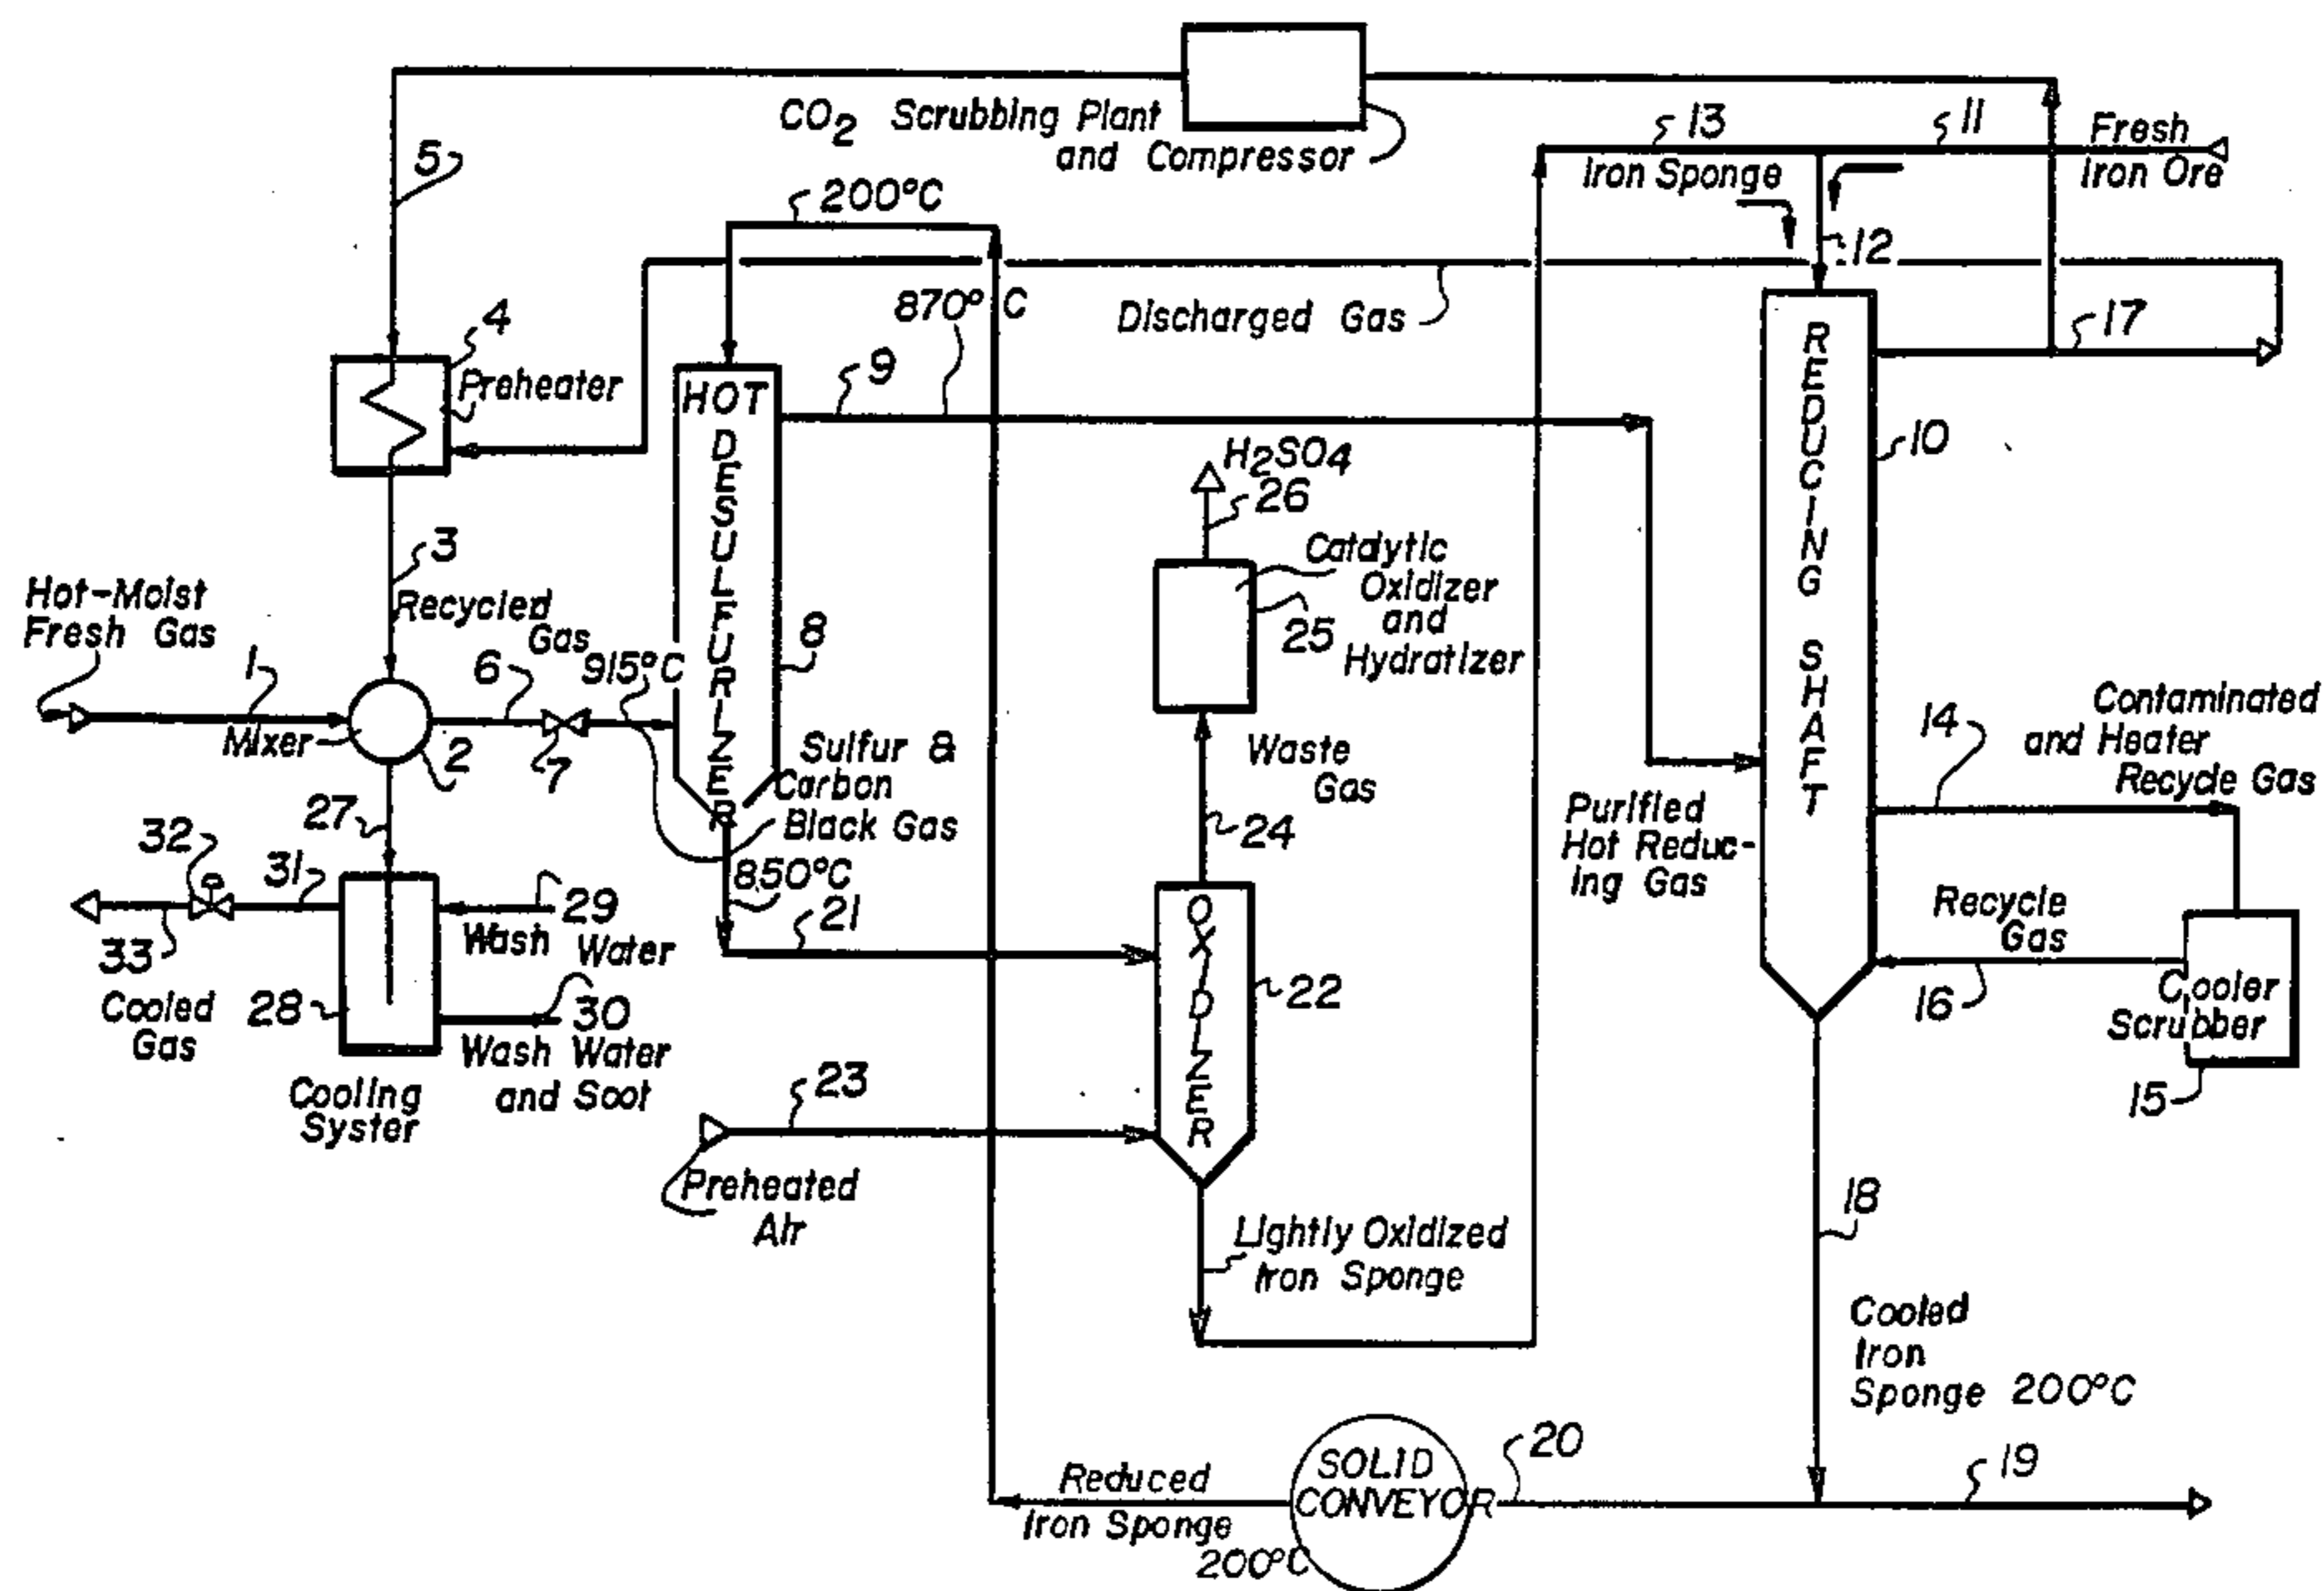 CO2 Scrubbing Plant
and Compressor
5
13
Iron Sponge
11
Fresh
Iron Ore
200°C
12
870° C
Discharged Gas
17
4
Preheater
9
10
HOT
DESULFURIZER
REDUCING SHAFT
H2SO4
26
3
Catalytic
Oxidizer
and
Hydratizer
25
Hot-Moist
Fresh Gas
Recycled
Gas
8
1
6
915°C
Mixer
2
7
Sulfur &
Carbon
Black Gas
Waste
Gas
Contaminated
and Heater
Recycle Gas
14
27
24
Purified
Hot Reduc-
ing Gas
32
31
850°C
21
29
Wash Water
33
Cooled
Gas
28
30
Wash Water
and Soot
Cooling
Syster
OXIDIZER
22
Recycle
Gas
16
Cooler
Scrubber
15
23
Preheated
Air
18
Lightly Oxidized
Iron Sponge
Cooled
Iron
Sponge 200°C
SOLID
CONVEYOR
20
19
Reduced
Iron Sponge
200°C